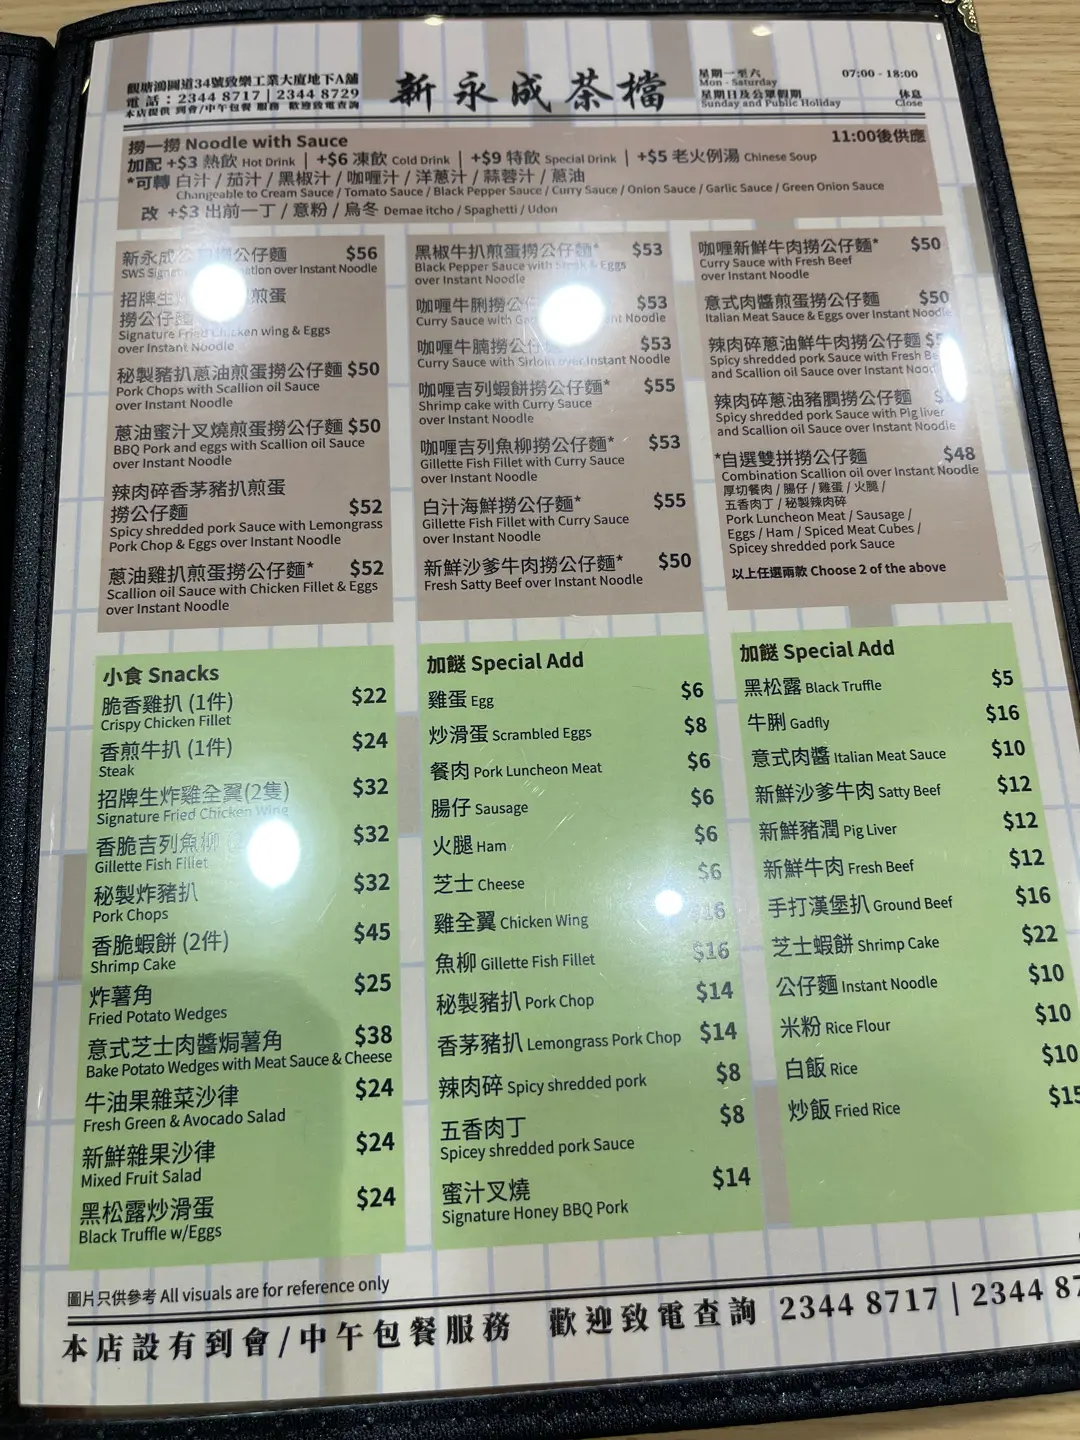 觀塘鴻圖道34號致樂工業大廈地下A舖
電話：2344 8717 | 2344 8729
本店提供 到會/中午包餐 服務 歡迎致電查詢
新永成茶檔
星期一至六 07:00 - 18:00
Mon - Saturday
星期日及公眾假期 休息
Sunday and Public Holiday Close
撈一撈 Noodle with Sauce 11:00後供應
加配 +$3 熱飲 Hot Drink | +$6 凍飲 Cold Drink | +$9 特飲 Special Drink | +$5 老火例湯 Chinese Soup
*可轉 白汁 / 茄汁 / 黑椒汁 / 咖喱汁 / 洋蔥汁 / 蒜蓉汁 / 蔥油
Changeable to Cream Sauce / Tomato Sauce / Black Pepper Sauce / Curry Sauce / Onion Sauce / Garlic Sauce / Green Onion Sauce
改 +$3 出前一丁 / 意粉 / 烏冬 Demae itcho / Spaghetti / Udon
新永成 公仔麵 $56
SWS over Instant Noodle
招牌生 煎蛋
撈公仔麵
Signature Fried Chicken wing & Eggs
over Instant Noodle
秘製豬扒蔥油煎蛋撈公仔麵 $50
Pork Chops with Scallion oil Sauce
over Instant Noodle
蔥油蜜汁叉燒煎蛋撈公仔麵 $50
BBQ Pork and eggs with Scallion oil Sauce
over Instant Noodle
辣肉碎香茅豬扒煎蛋
撈公仔麵 $52
Spicy shredded pork Sauce with Lemongrass
Pork Chop & Eggs over Instant Noodle
蔥油雞扒煎蛋撈公仔麵* $52
Scallion oil Sauce with Chicken Fillet & Eggs
over Instant Noodle
黑椒牛扒煎蛋撈公仔麵* $53
Black Pepper Sauce with Steak & Eggs
over Instant Noodle
咖喱牛脷撈公仔 $53
Curry Sauce with Noodle
咖喱牛腩撈公仔 $53
Curry Sauce with Sirloin over Instant Noodle
咖喱吉列蝦餅撈公仔麵* $55
Shrimp cake with Curry Sauce
over Instant Noodle
咖喱吉列魚柳撈公仔麵* $53
Gillette Fish Fillet with Curry Sauce
over Instant Noodle
白汁海鮮撈公仔麵* $55
Gillette Fish Fillet with Curry Sauce
over Instant Noodle
新鮮沙爹牛肉撈公仔麵* $50
Fresh Satty Beef over Instant Noodle
咖喱新鮮牛肉撈公仔麵* $50
Curry Sauce with Fresh Beef
over Instant Noodle
意式肉醬煎蛋撈公仔麵 $50
Italian Meat Sauce & Eggs over Instant Noodle
辣肉碎蔥油鮮牛肉撈公仔麵
Spicy shredded pork Sauce with Fresh
and Scallion oil Sauce over Instant
辣肉碎蔥油豬膶撈公仔麵
Spicy shredded pork Sauce with Pig liver
and Scallion oil Sauce over Instant Noodle
*自選雙拼撈公仔麵 $48
Combination Scallion oil over Instant Noodle
厚切餐肉 / 腸仔 / 雞蛋 / 火腿 /
五香肉丁 / 秘製辣肉碎
Pork Luncheon Meat / Sausage /
Eggs / Ham / Spiced Meat Cubes /
Spicey shredded pork Sauce
以上任選兩款 Choose 2 of the above
小食 Snacks
脆香雞扒 (1件) $22
Crispy Chicken Fillet
香煎牛扒 (1件) $24
Steak
招牌生炸雞全翼(2隻) $32
Signature Fried Chicken Wing
香脆吉列魚柳 $32
Gillette Fish Fillet
秘製炸豬扒 $32
Pork Chops
香脆蝦餅 (2件) $45
Shrimp Cake
炸薯角 $25
Fried Potato Wedges
意式芝士肉醬焗薯角 $38
Bake Potato Wedges with Meat Sauce & Cheese
牛油果雜菜沙律 $24
Fresh Green & Avocado Salad
新鮮雜果沙律 $24
Mixed Fruit Salad
黑松露炒滑蛋 $24
Black Truffle w/Eggs
加餸 Special Add
雞蛋 Egg $6
炒滑蛋 Scrambled Eggs $8
餐肉 Pork Luncheon Meat $6
腸仔 Sausage $6
火腿 Ham $6
芝士 Cheese $6
雞全翼 Chicken Wing $16
魚柳 Gillette Fish Fillet $16
秘製豬扒 Pork Chop $14
香茅豬扒 Lemongrass Pork Chop $14
辣肉碎 Spicy shredded pork $8
五香肉丁 $8
Spicey shredded pork Sauce
蜜汁叉燒 $14
Signature Honey BBQ Pork
加餸 Special Add
黑松露 Black Truffle $5
牛脷 Gadfly $16
意式肉醬 Italian Meat Sauce $10
新鮮沙爹牛肉 Satty Beef $12
新鮮豬潤 Pig Liver $12
新鮮牛肉 Fresh Beef $12
手打漢堡扒 Ground Beef $16
芝士蝦餅 Shrimp Cake $22
公仔麵 Instant Noodle $10
米粉 Rice Flour $10
白飯 Rice $10
炒飯 Fried Rice $15
圖片只供參考 All visuals are for reference only
本店設有到會/中午包餐服務 歡迎致電查詢 2344 8717 | 2344 87